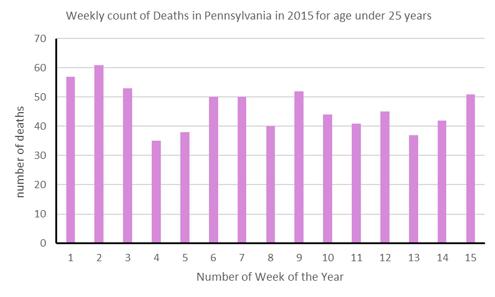 Weekly count of Deaths in Pennsylvania in 2015 for age under 25 years
number of deaths
70
60
50
40
30
20
10
0
1 2 3 4 5 6 7 8 9 10 11 12 13 14 15
Number of Week of the Year